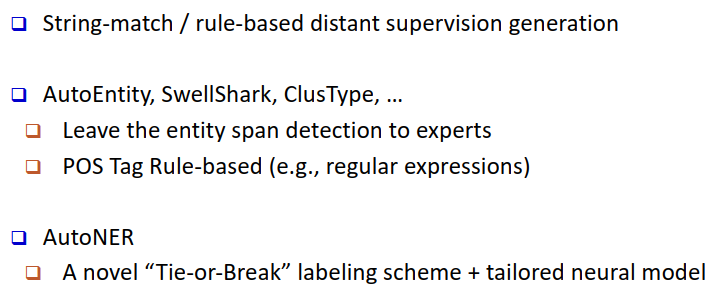 String-match / rule-based distant supervision generation
AutoEntity, SwellShark, ClusType, …
Leave the entity span detection to experts
POS Tag Rule-based (e.g., regular expressions)
AutoNER
A novel “Tie-or-Break” labeling scheme + tailored neural model